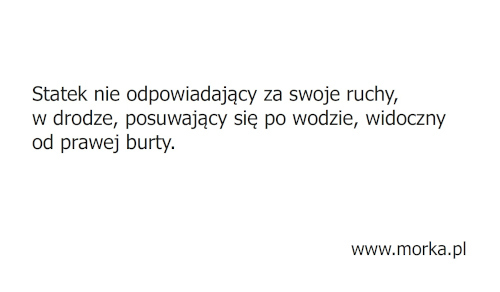 Statek nie odpowiadający za swoje ruchy,
w drodze, posuwający się po wodzie, widoczny
od prawej burty.
www.morka.pl